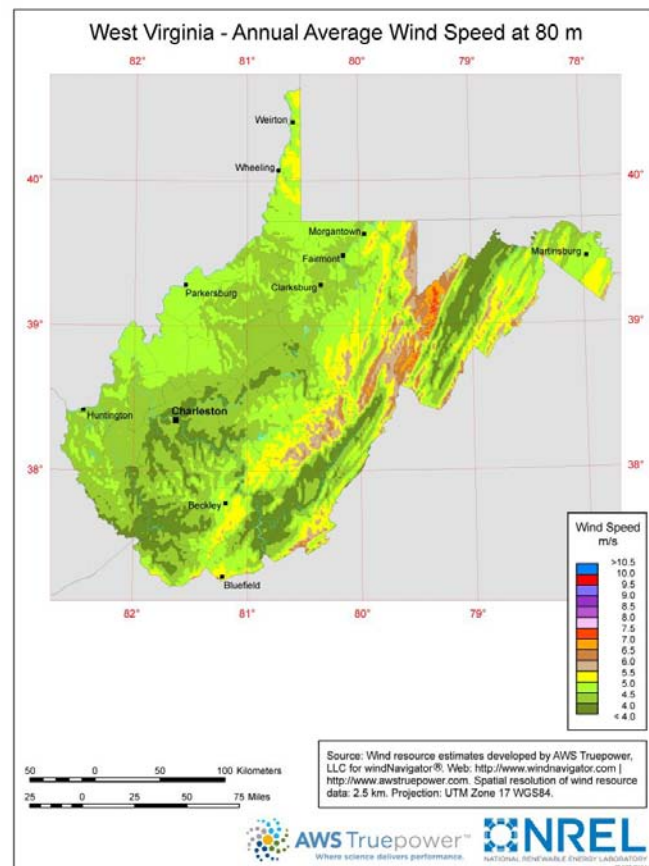 West Virginia - Annual Average Wind Speed at 80 m
82° 81° 80° 79° 78°
Weirton
Wheeling
40° 40°
Morgantown
Martinsburg
Fairmont
Clarksburg
Parkersburg
39° 39°
Huntington
Charleston
38° 38°
Beckley
Bluefield
82° 81° 80° 79°
Wind Speed
m/s
>10.5
10.0
9.5
9.0
8.5
8.0
7.5
7.0
6.5
6.0
5.5
5.0
4.5
4.0
< 4.0
50 0 50 100 Kilometers
25 0 25 50 75 Miles
Source: Wind resource estimates developed by AWS Truepower,
LLC for windNavigator®. Web: http://www.windnavigator.com |
http://www.awstruepower.com. Spatial resolution of wind resource
data: 2.5 km. Projection: UTM Zone 17 WGS84.
AWS Truepower™
Where science delivers performance.
NREL
NATIONAL RENEWABLE ENERGY LABORATORY